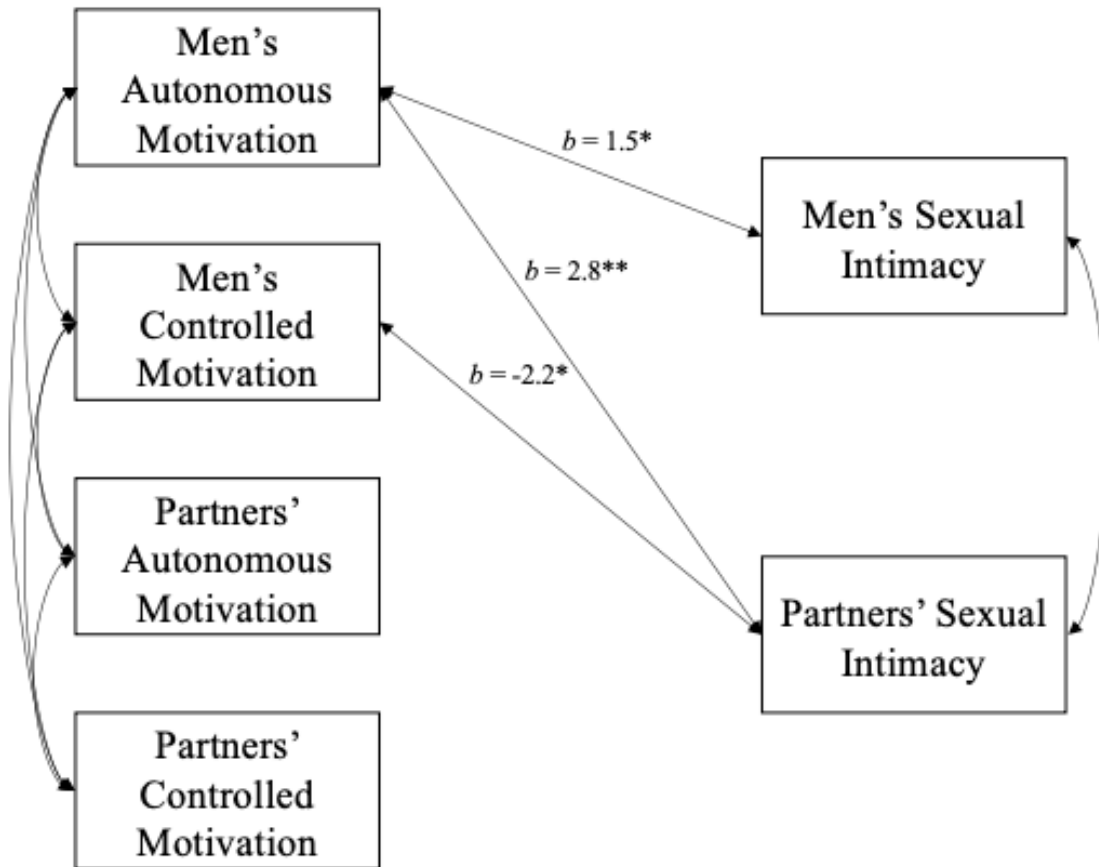 Men’s
Autonomous
Motivation
b = 1.5*
Men’s Sexual
Intimacy
Men’s
Controlled
Motivation
b = 2.8**
b = -2.2*
Partners’
Autonomous
Motivation
Partners’ Sexual
Intimacy
Partners’
Controlled
Motivation